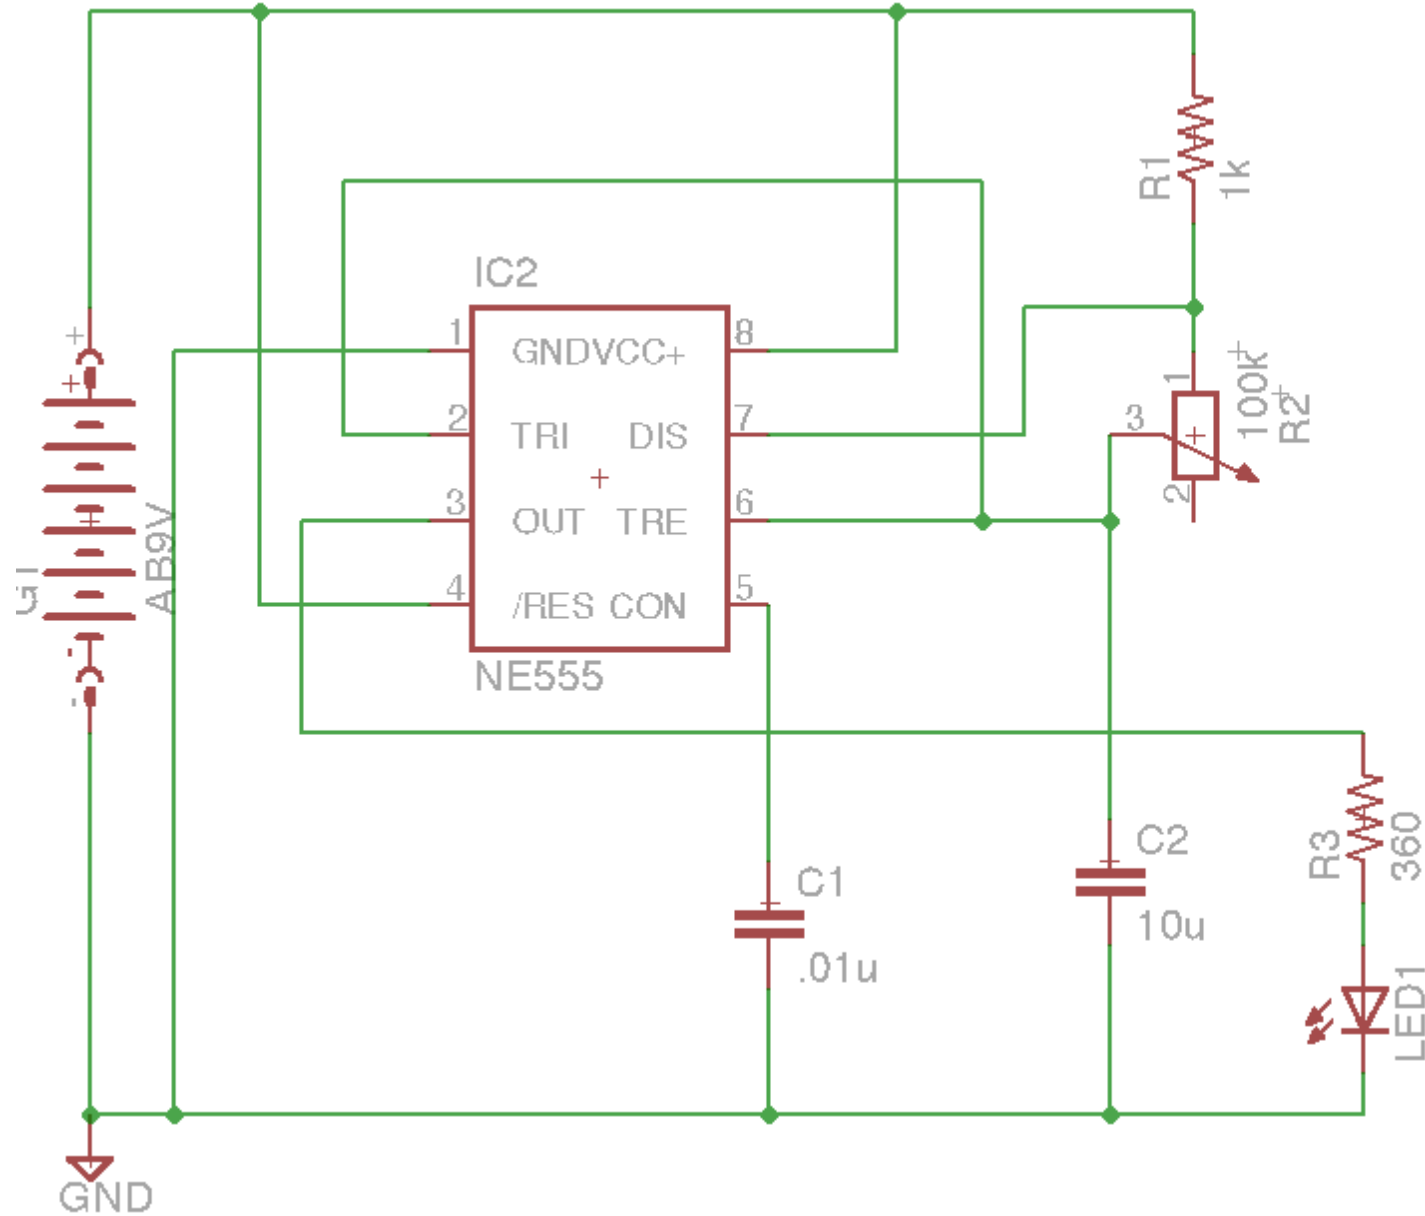 R1
1k
IC2
1
GND
VCC+
8
2
TRI
DIS
7
3
OUT
TRE
6
4
/RES
CON
5
NE555
+
+
-
-
G1
AB9V
1
3
2
100k
R2
C1
.01u
C2
10u
R3
360
LED1
GND